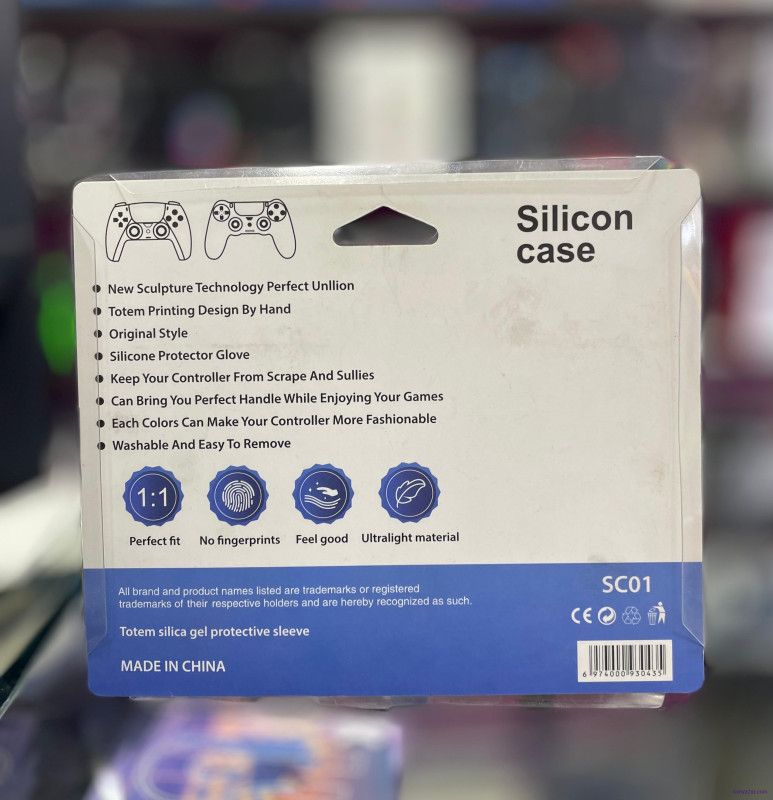 Silicon
case
New Sculpture Technology Perfect Unllion
Totem Printing Design By Hand
Original Style
Silicone Protector Glove
Keep Your Controller From Scrape And Sullies
Can Bring You Perfect Handle While Enjoying Your Games
Each Colors Can Make Your Controller More Fashionable
Washable And Easy To Remove
1:1
Perfect fit
No fingerprints
Feel good
Ultralight material
All brand and product names listed are trademarks or registered
trademarks of their respective holders and are hereby recognized as such.
Totem silica gel protective sleeve
MADE IN CHINA
SC01
CE
6 974000 930435